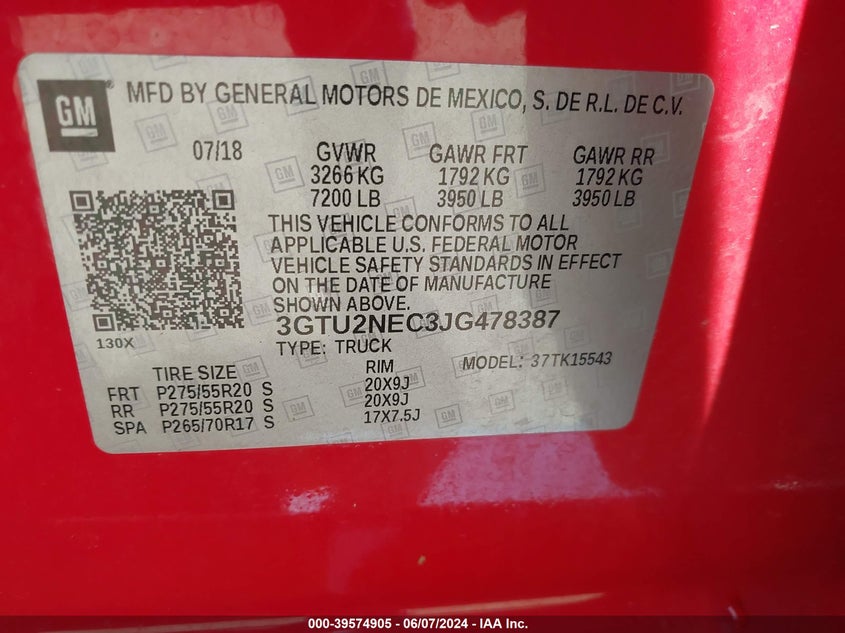 GM
MFD BY GENERAL MOTORS DE MEXICO, S. DE R.L. DE C.V.
07/18 GVWR GAWR FRT GAWR RR
3266 KG 1792 KG 1792 KG
7200 LB 3950 LB 3950 LB
THIS VEHICLE CONFORMS TO ALL
APPLICABLE U.S. FEDERAL MOTOR
VEHICLE SAFETY STANDARDS IN EFFECT
ON THE DATE OF MANUFACTURE
SHOWN ABOVE.
130X
3GTU2NEC3JG478387
TYPE: TRUCK MODEL: 37TK15543
TIRE SIZE RIM
FRT P275/55R20 S 20X9J
RR P275/55R20 S 20X9J
SPA P265/70R17 S 17X7.5J
000-39574905 - 06/07/2024 - IAA Inc.